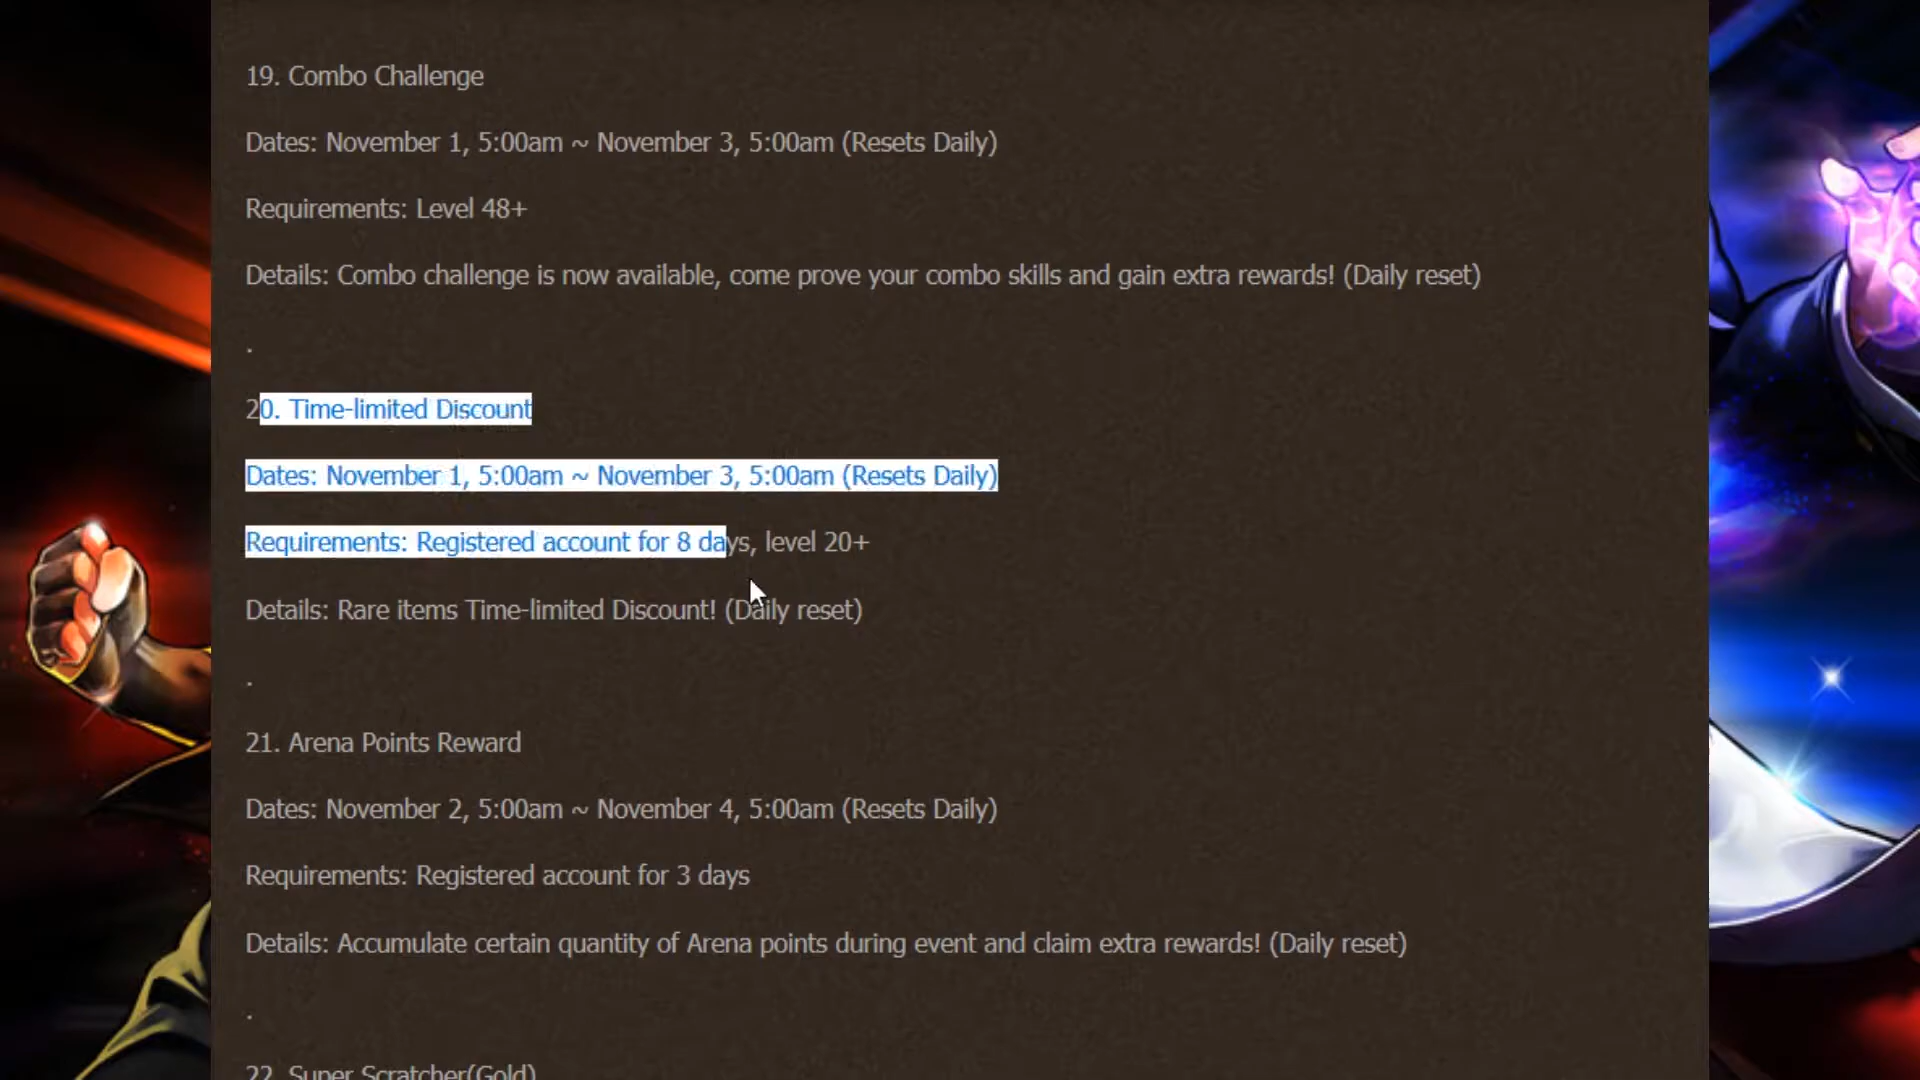 19. Combo Challenge
Dates: November 1, 5:00am ~ November 3, 5:00am (Resets Daily)
Requirements: Level 48+
Details: Combo challenge is now available, come prove your combo skills and gain extra rewards! (Daily reset)
.
20. Time-limited Discount
Dates: November 1, 5:00am ~ November 3, 5:00am (Resets Daily)
Requirements: Registered account for 8 days, level 20+
Details: Rare items Time-limited Discount! (Daily reset)
.
21. Arena Points Reward
Dates: November 2, 5:00am ~ November 4, 5:00am (Resets Daily)
Requirements: Registered account for 3 days
Details: Accumulate certain quantity of Arena points during event and claim extra rewards! (Daily reset)
.
22. Super Scratcher(Gold)